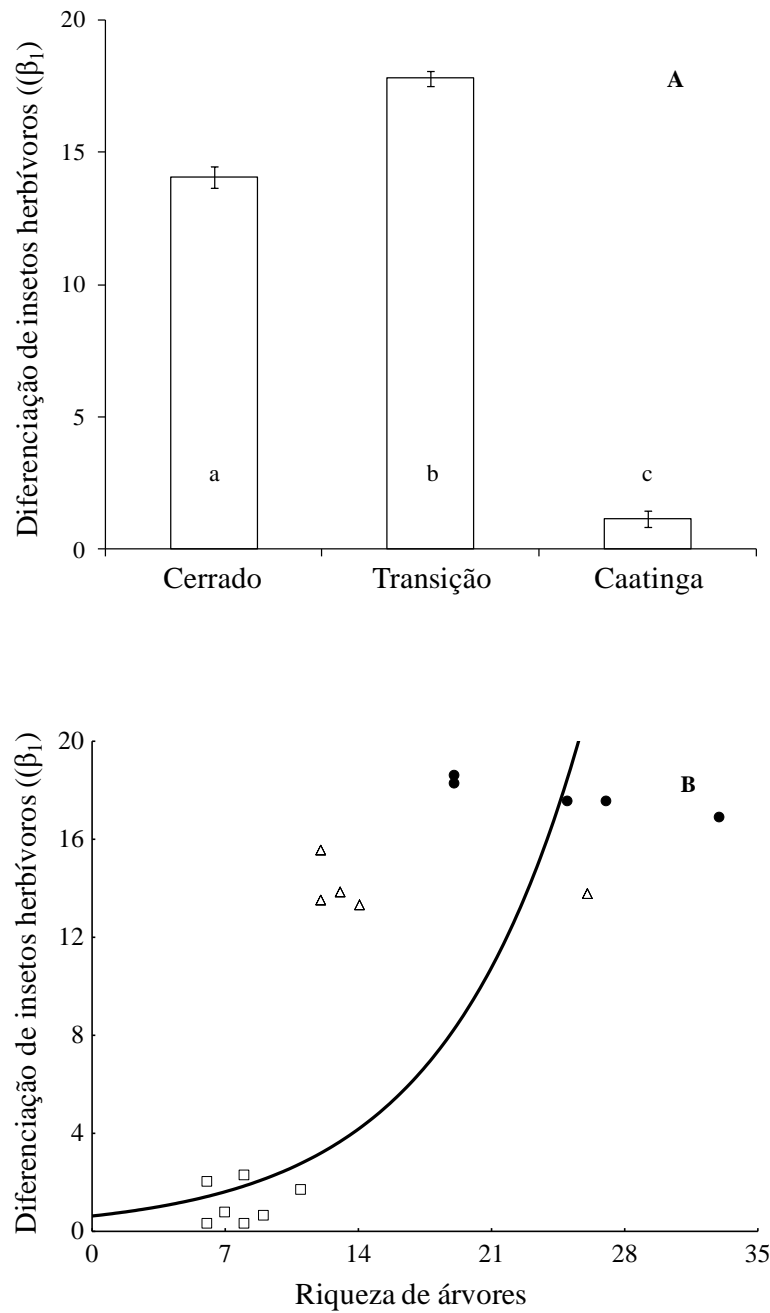 Diferenciação de insetos herbívoros ((β₁)
20
15
10
5
0
A
a
b
c
Cerrado
Transição
Caatinga
Diferenciação de insetos herbívoros ((β₁)
20
16
12
8
4
0
B
0
7
14
21
28
35
Riqueza de árvores